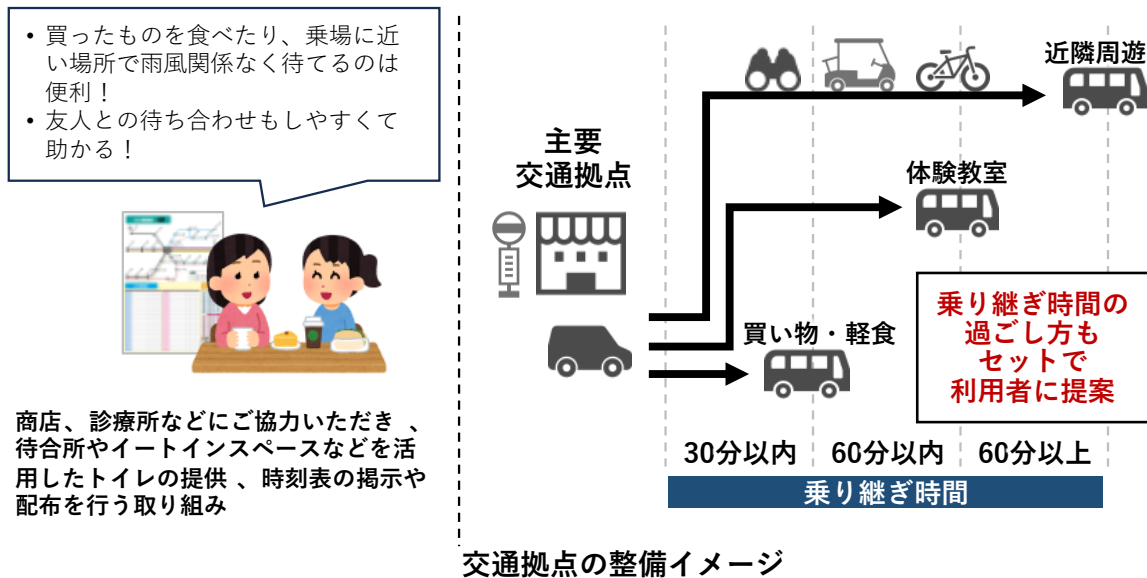 • 買ったものを食べたり、乗場に近
い場所で雨風関係なく待てるのは
便利！
• 友人との待ち合わせもしやすくて
助かる！
商店、診療所などにご協力いただき 、
待合所やイートインスペースなどを活
用したトイレの提供 、時刻表の掲示や
配布を行う取り組み
主要
交通拠点
近隣周遊
体験教室
買い物・軽食
乗り継ぎ時間の
過ごし方も
セットで
利用者に提案
30分以内
60分以内
60分以上
乗り継ぎ時間
交通拠点の整備イメージ